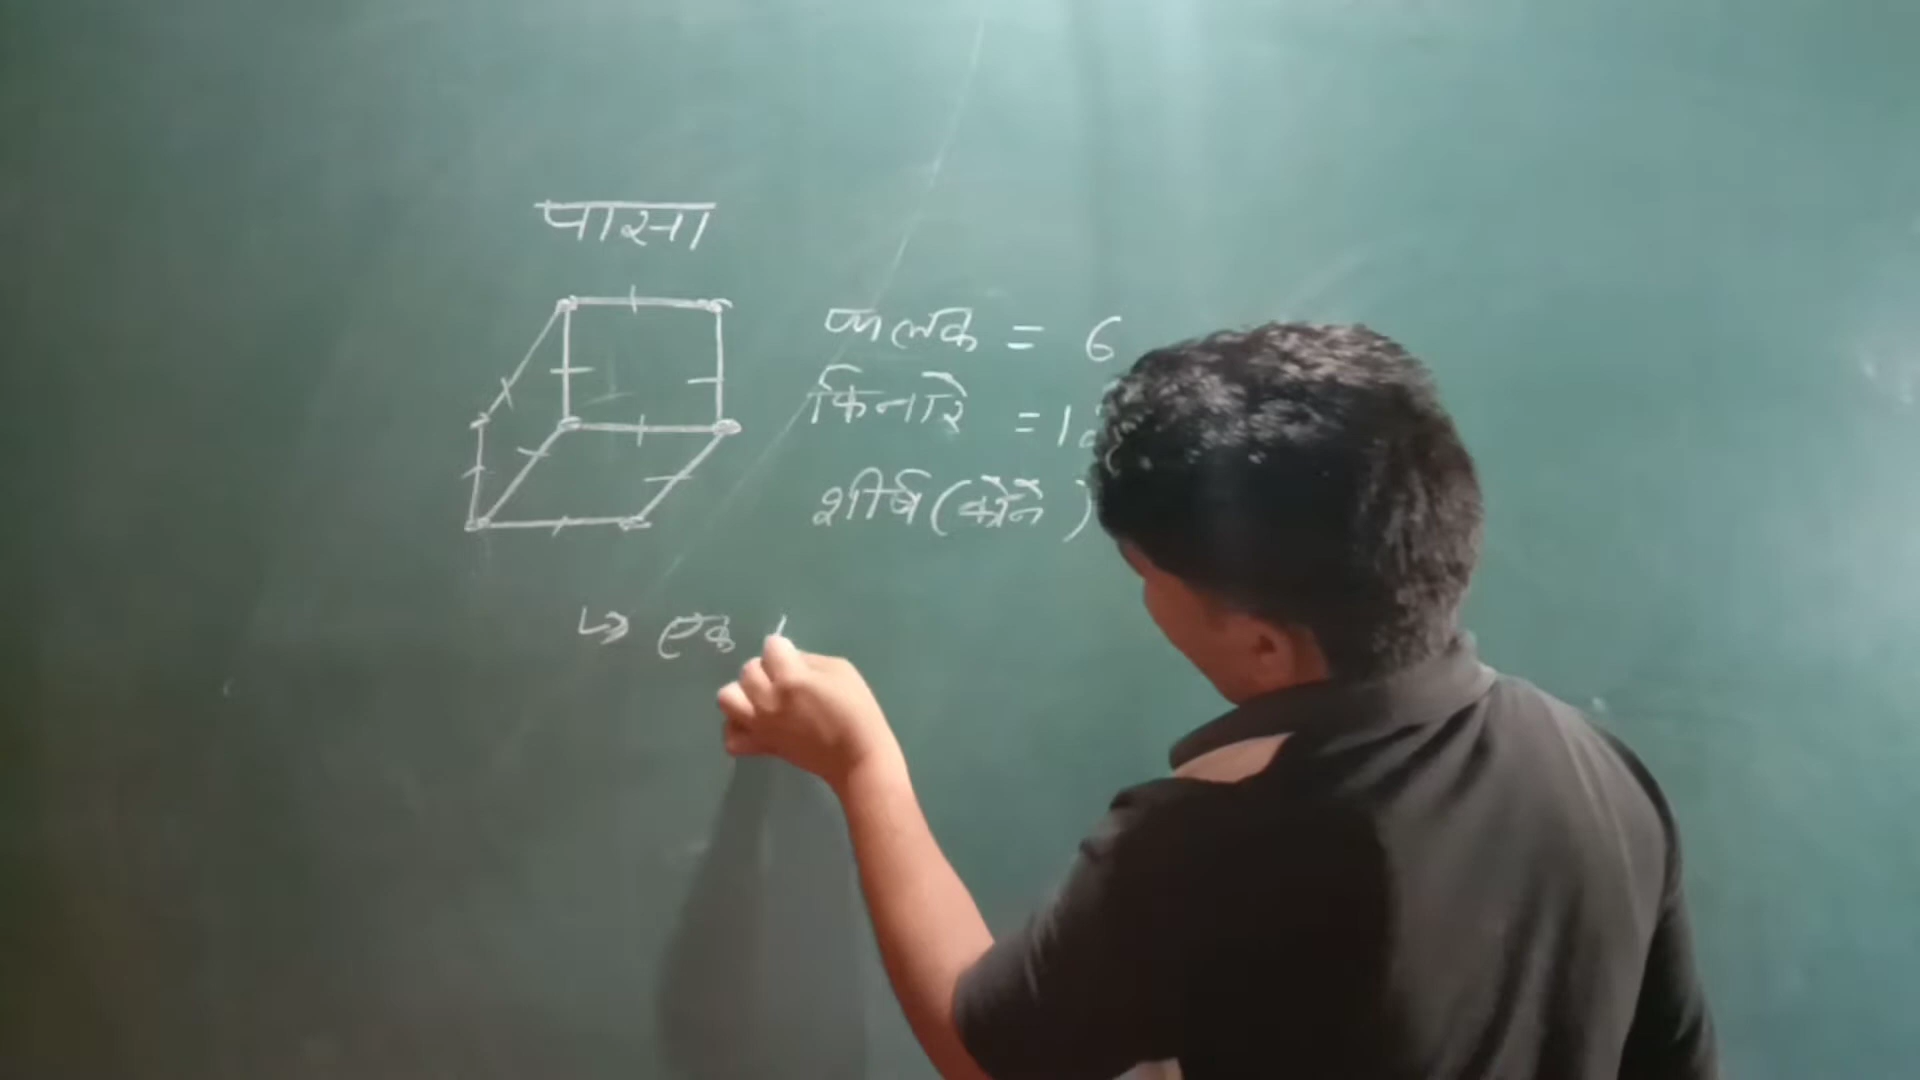 पासा
फलक = 6
किनारे = 12
शीर्ष (कोने)
↳ एक